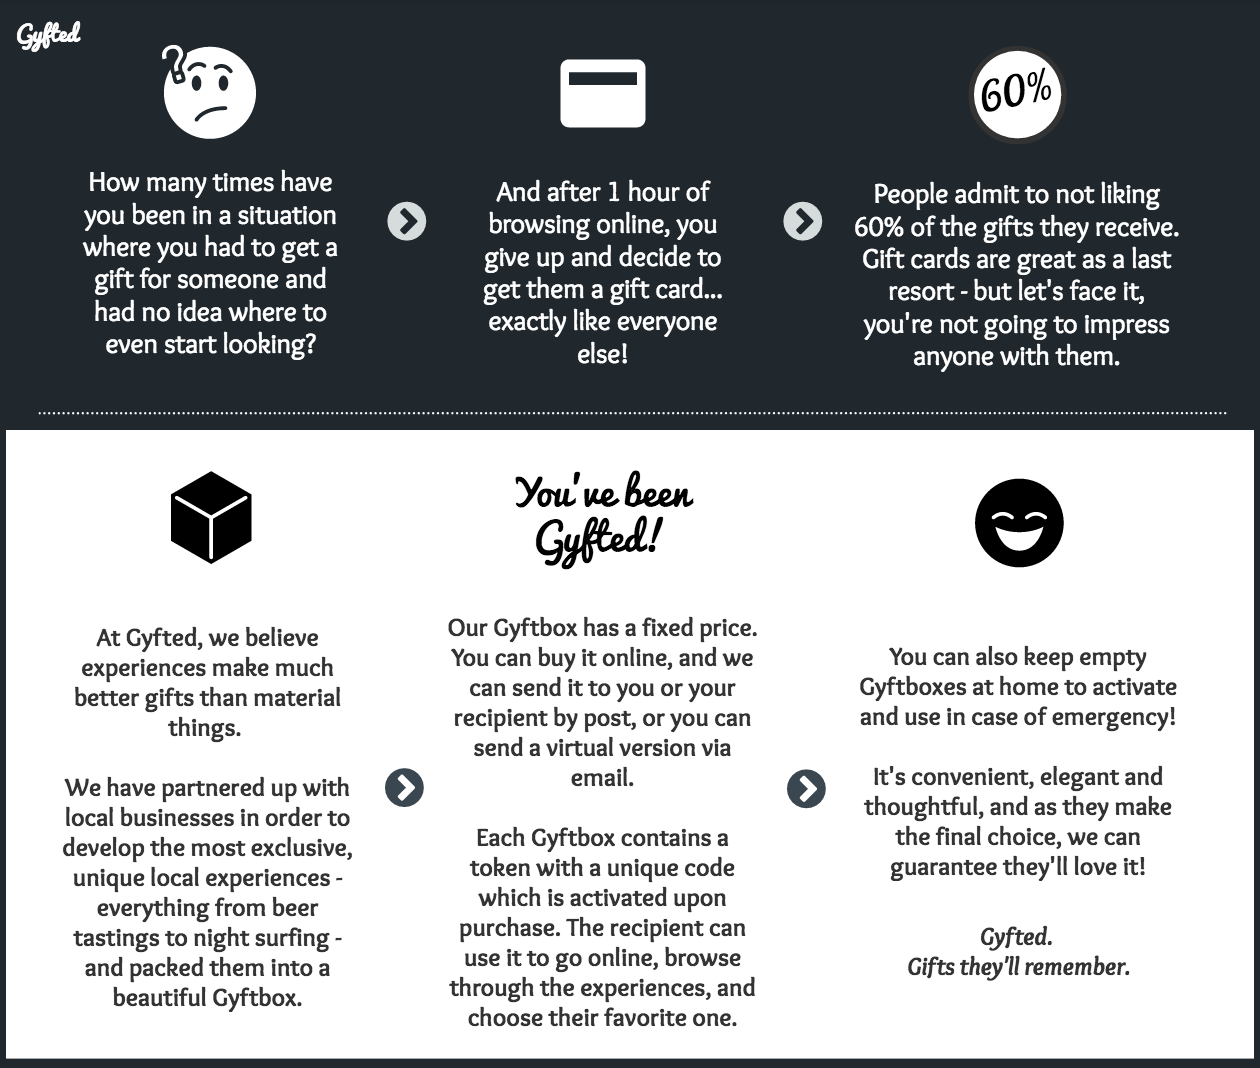 Gyfted
?
60%
How many times have
you been in a situation
where you had to get a
gift for someone and
had no idea where to
even start looking?
And after 1 hour of
browsing online, you
give up and decide to
get them a gift card...
exactly like everyone
else!
People admit to not liking
60% of the gifts they receive.
Gift cards are great as a last
resort - but let's face it,
you're not going to impress
anyone with them.
At Gyfted, we believe
experiences make much
better gifts than material
things.
We have partnered up with
local businesses in order to
develop the most exclusive,
unique local experiences -
everything from beer
tastings to night surfing -
and packed them into a
beautiful Gyftbox.
You've been
Gyfted!
Our Gyftbox has a fixed price.
You can buy it online, and we
can send it to you or your
recipient by post, or you can
send a virtual version via
email.
Each Gyftbox contains a
token with a unique code
which is activated upon
purchase. The recipient can
use it to go online, browse
through the experiences, and
choose their favorite one.
You can also keep empty
Gyftboxes at home to activate
and use in case of emergency!
It's convenient, elegant and
thoughtful, and as they make
the final choice, we can
guarantee they'll love it!
Gyfted.
Gifts they'll remember.